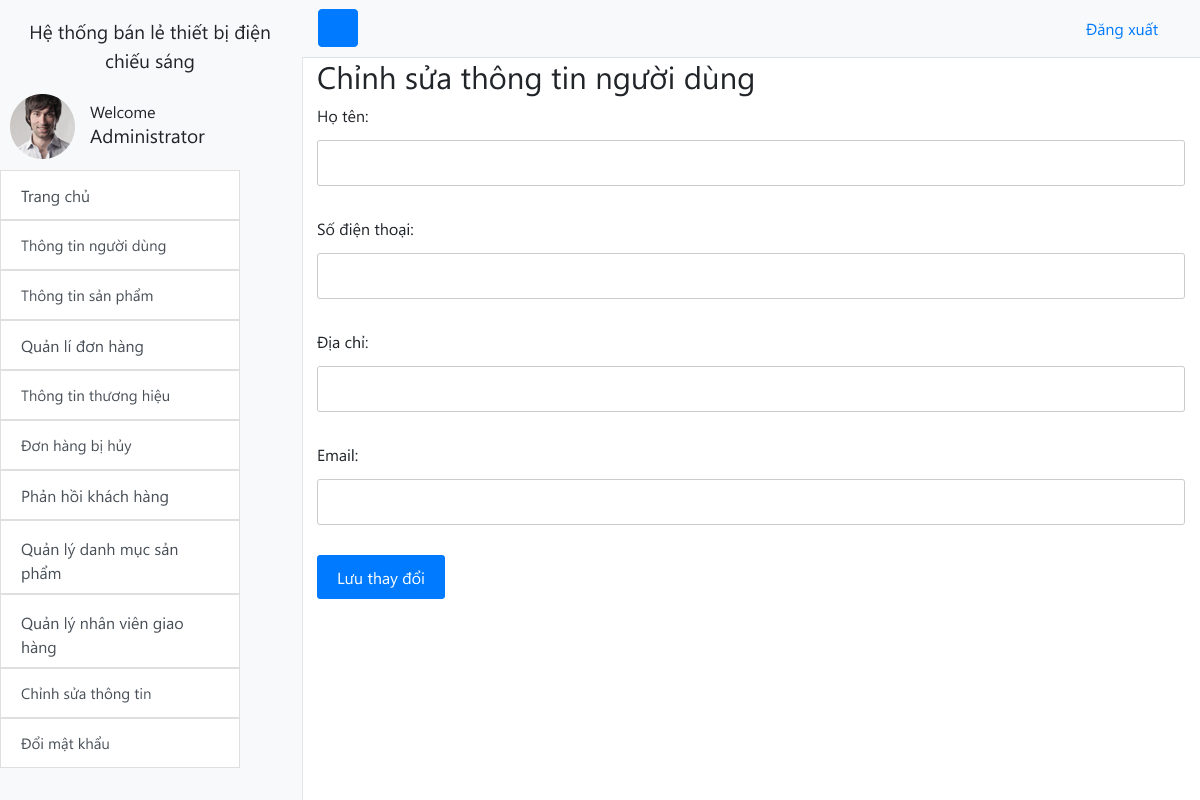 Hệ thống bán lẻ thiết bị điện
chiếu sáng
Welcome
Administrator
Trang chủ
Thông tin người dùng
Thông tin sản phẩm
Quản lí đơn hàng
Thông tin thương hiệu
Đơn hàng bị hủy
Phản hồi khách hàng
Quản lý danh mục sản
phẩm
Quản lý nhân viên giao
hàng
Chỉnh sửa thông tin
Đổi mật khẩu
Đăng xuất
Chỉnh sửa thông tin người dùng
Họ tên:
Số điện thoại:
Địa chỉ:
Email:
Lưu thay đổi